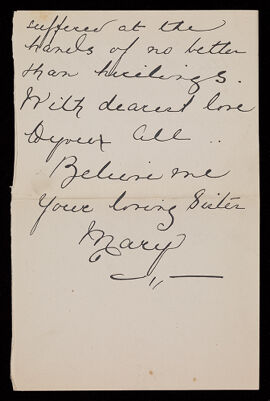 suffered at the
hands of no better
than hirelings.
With dearest love
to you all ..
Believe me
Your loving Sister
Mary